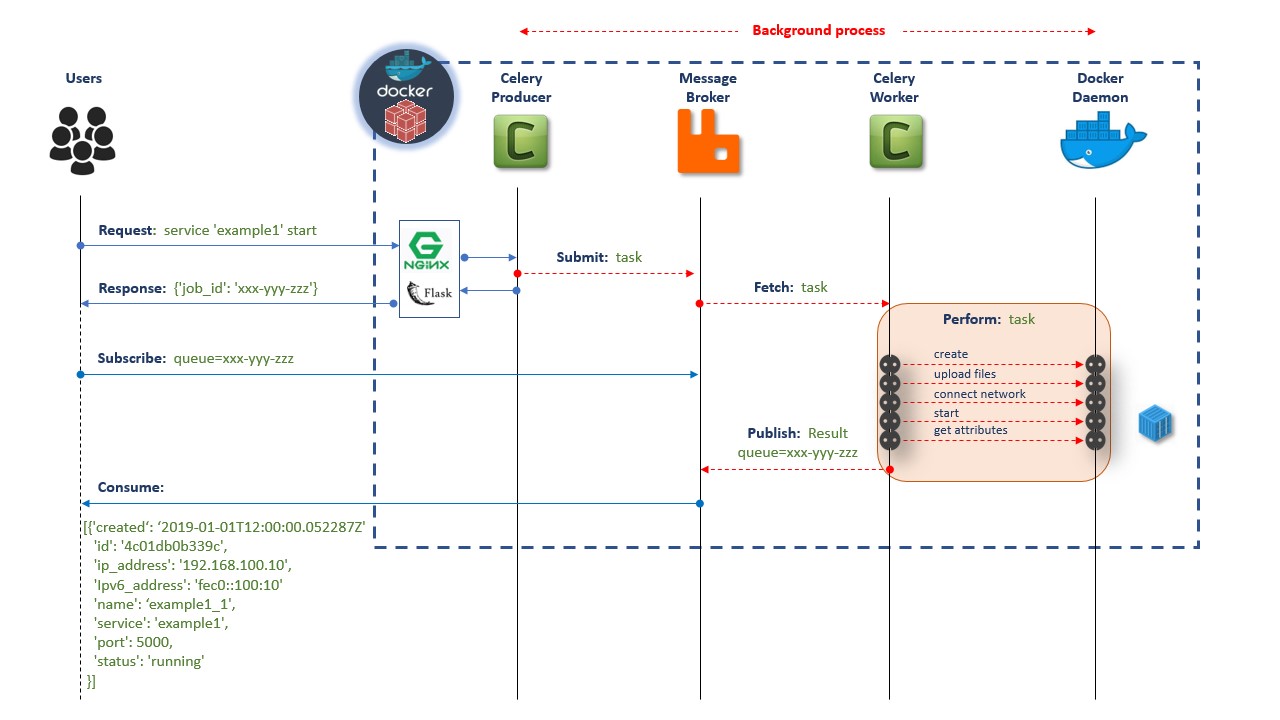 Background process
Users
docker
Celery
Producer
Message
Broker
Celery
Worker
Docker
Daemon
C
C
Request: service 'example1' start
NGiNX
Submit: task
Response: {'job_id': 'xxx-yyy-zzz'}
Flask
Fetch: task
Perform: task
Subscribe: queue=xxx-yyy-zzz
create
upload files
connect network
start
get attributes
Publish: Result
queue=xxx-yyy-zzz
Consume:
[{'created‘: ‘2019-01-01T12:00:00.052287Z'
'id': '4c01db0b339c',
'ip_address': '192.168.100.10',
'Ipv6_address': 'fec0::100:10'
'name': ‘example1_1',
'service': 'example1',
'port': 5000,
'status': 'running'
}]